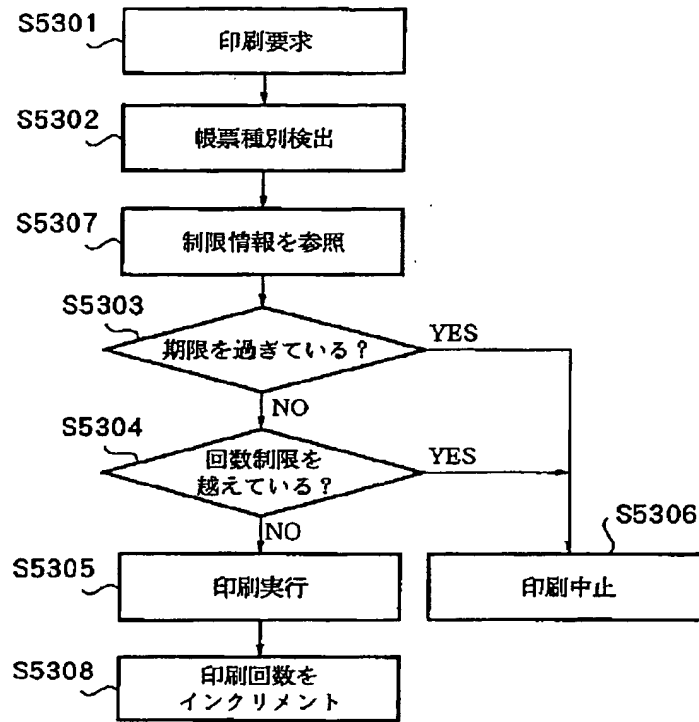 S5301
印刷要求
S5302
帳票種別検出
S5307
制限情報を参照
S5303
期限を過ぎている？
YES
NO
S5304
回数制限を
越えている？
YES
NO
S5305
印刷実行
S5306
印刷中止
S5308
印刷回数を
インクリメント